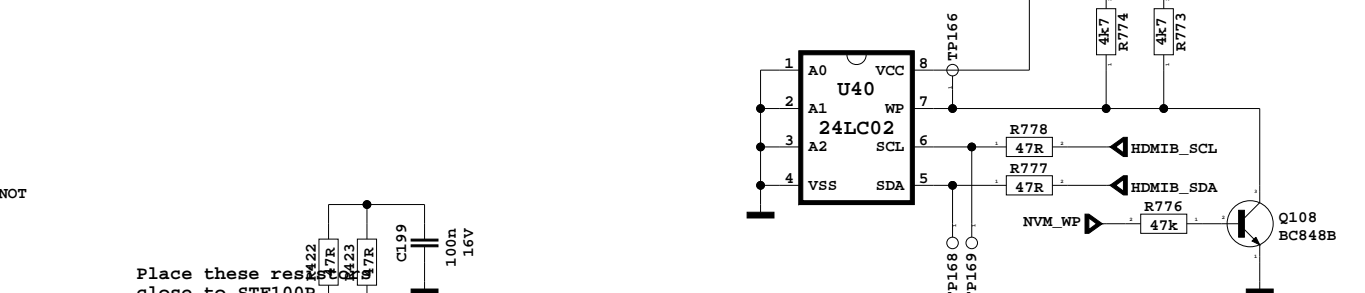 NOT
Place these resistors
close to STE100P
R422
47R
R423
47R
C199
100n
16V
1 A0
2 A1
3 A2
4 VSS
U40
24LC02
VCC 8
WP 7
SCL 6
SDA 5
TP166
4k7
R774
4k7
R773
R778
47R
HDMIB_SCL
R777
47R
HDMIB_SDA
R776
NVM_WP
47k
Q108
BC848B
TP168
TP169